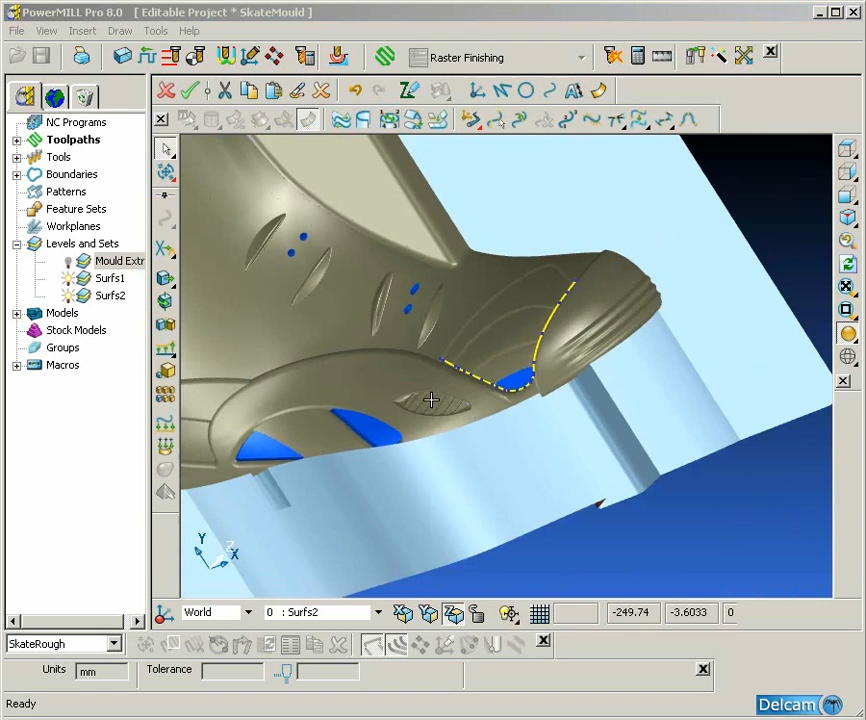 PowerMILL Pro 8.0 [ Editable Project * SkateMould ]
File View Insert Draw Tools Help
Raster Finishing
NC Programs
Toolpaths
Tools
Boundaries
Patterns
Feature Sets
Workplanes
Levels and Sets
Mould Extr
Surfs1
Surfs2
Models
Stock Models
Groups
Macros
Y
Z
X
World
0 : Surfs2
-249.74
-3.6033
0
SkateRough
Units
mm
Tolerance
Ready
Delcam